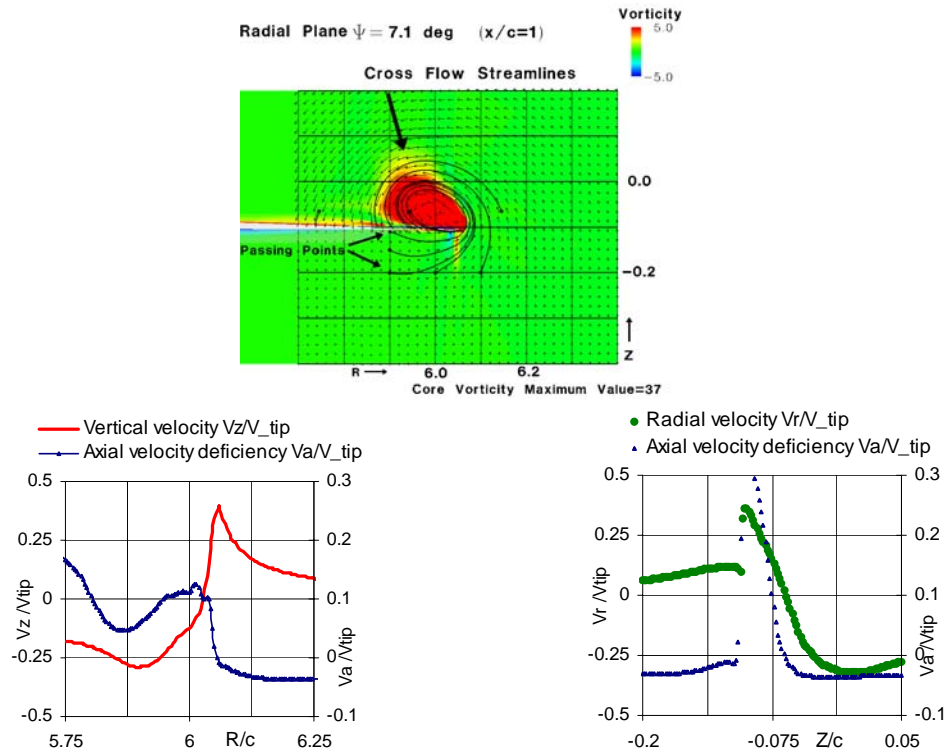 Vorticity
Radial Plane Ψ = 7.1 deg (x/c=1)
5.0
-5.0
Cross Flow Streamlines
0.0
Passing Points
-0.2
Z
R
6.0
6.2
Core Vorticity Maximum Value=37
Vertical velocity Vz/V_tip
Axial velocity deficiency Va/V_tip
0.5
0.25
0
-0.25
-0.5
Vz /Vtip
0.3
0.2
0.1
0
-0.1
Va /Vtip
5.75
6
R/c
6.25
Radial velocity Vr/V_tip
Axial velocity deficiency Va/V_tip
0.5
0.25
0
-0.25
-0.5
Vr /Vtip
0.3
0.2
0.1
0
-0.1
Va /Vtip
-0.2
-0.075
Z/c
0.05